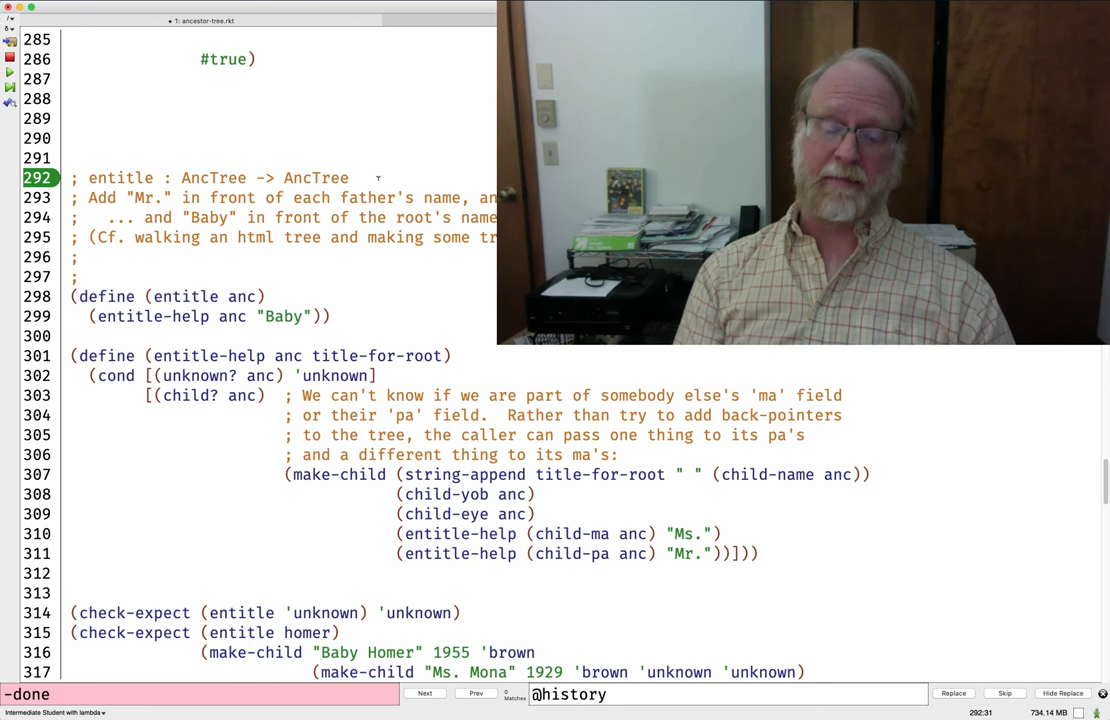 1: ancestor-tree.rkt
285
286 #true)
287
288
289
290
291
292 ; entitle : AncTree -> AncTree
293 ; Add "Mr." in front of each father's name, an
294 ;   ... and "Baby" in front of the root's name
295 ; (Cf. walking an html tree and making some tr
296 ;
297 ;
298 (define (entitle anc)
299   (entitle-help anc "Baby"))
300
301 (define (entitle-help anc title-for-root)
302   (cond [(unknown? anc) 'unknown]
303         [(child? anc)  ; We can't know if we are part of somebody else's 'ma' field
304                        ; or their 'pa' field.  Rather than try to add back-pointers
305                        ; to the tree, the caller can pass one thing to its pa's
306                        ; and a different thing to its ma's:
307                        (make-child (string-append title-for-root " " (child-name anc))
308                                    (child-yob anc)
309                                    (child-eye anc)
310                                    (entitle-help (child-ma anc) "Ms.")
311                                    (entitle-help (child-pa anc) "Mr."))]))
312
313
314 (check-expect (entitle 'unknown) 'unknown)
315 (check-expect (entitle homer)
316               (make-child "Baby Homer" 1955 'brown
317                           (make-child "Ms. Mona" 1929 'brown 'unknown 'unknown)
-done Next Prev 0 Matches @history Replace Skip Hide Replace
Intermediate Student with lambda 292:31 734.14 MB